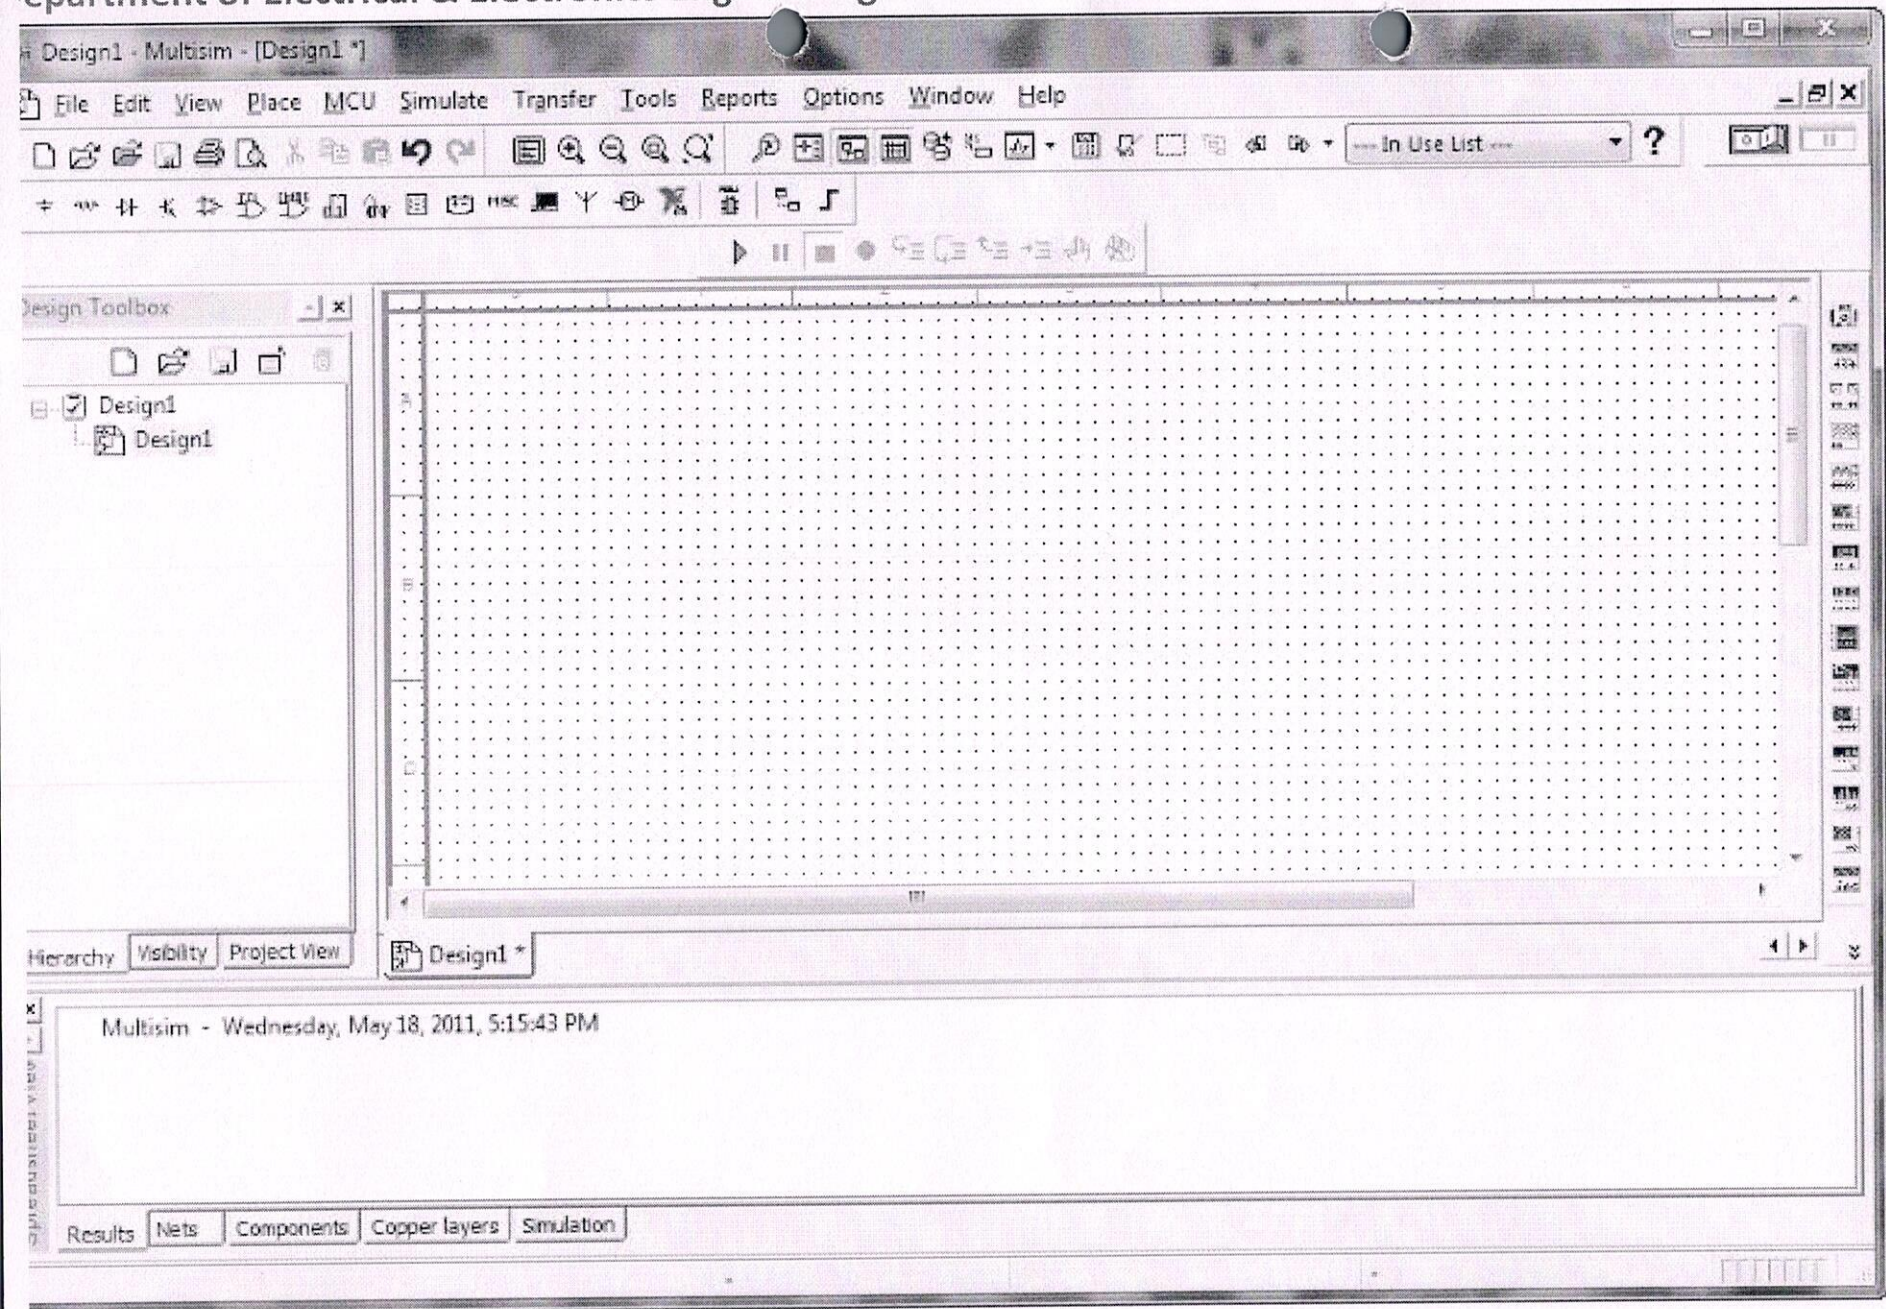 Design1 - Multisim - [Design1 *]
File Edit View Place MCU Simulate Transfer Tools Reports Options Window Help
--- In Use List --- ?
MISC
Design Toolbox
Design1
Design1
A
B
C
Hierarchy Visibility Project View
Design1 *
Multisim - Wednesday, May 18, 2011, 5:15:43 PM
Results Nets Components Copper layers Simulation